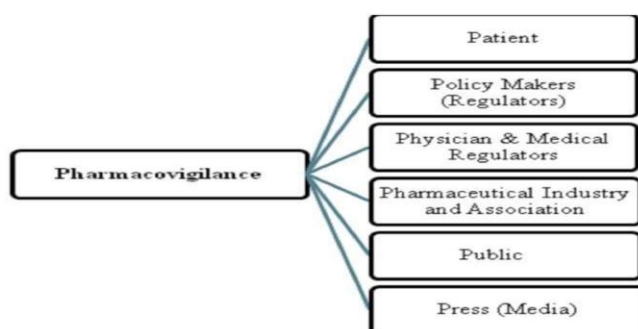 Patient
Policy Makers
(Regulators)
Physician & Medical
Regulators
Pharmacovigilance
Pharmaceutical Industry
and Association
Public
Press (Media)